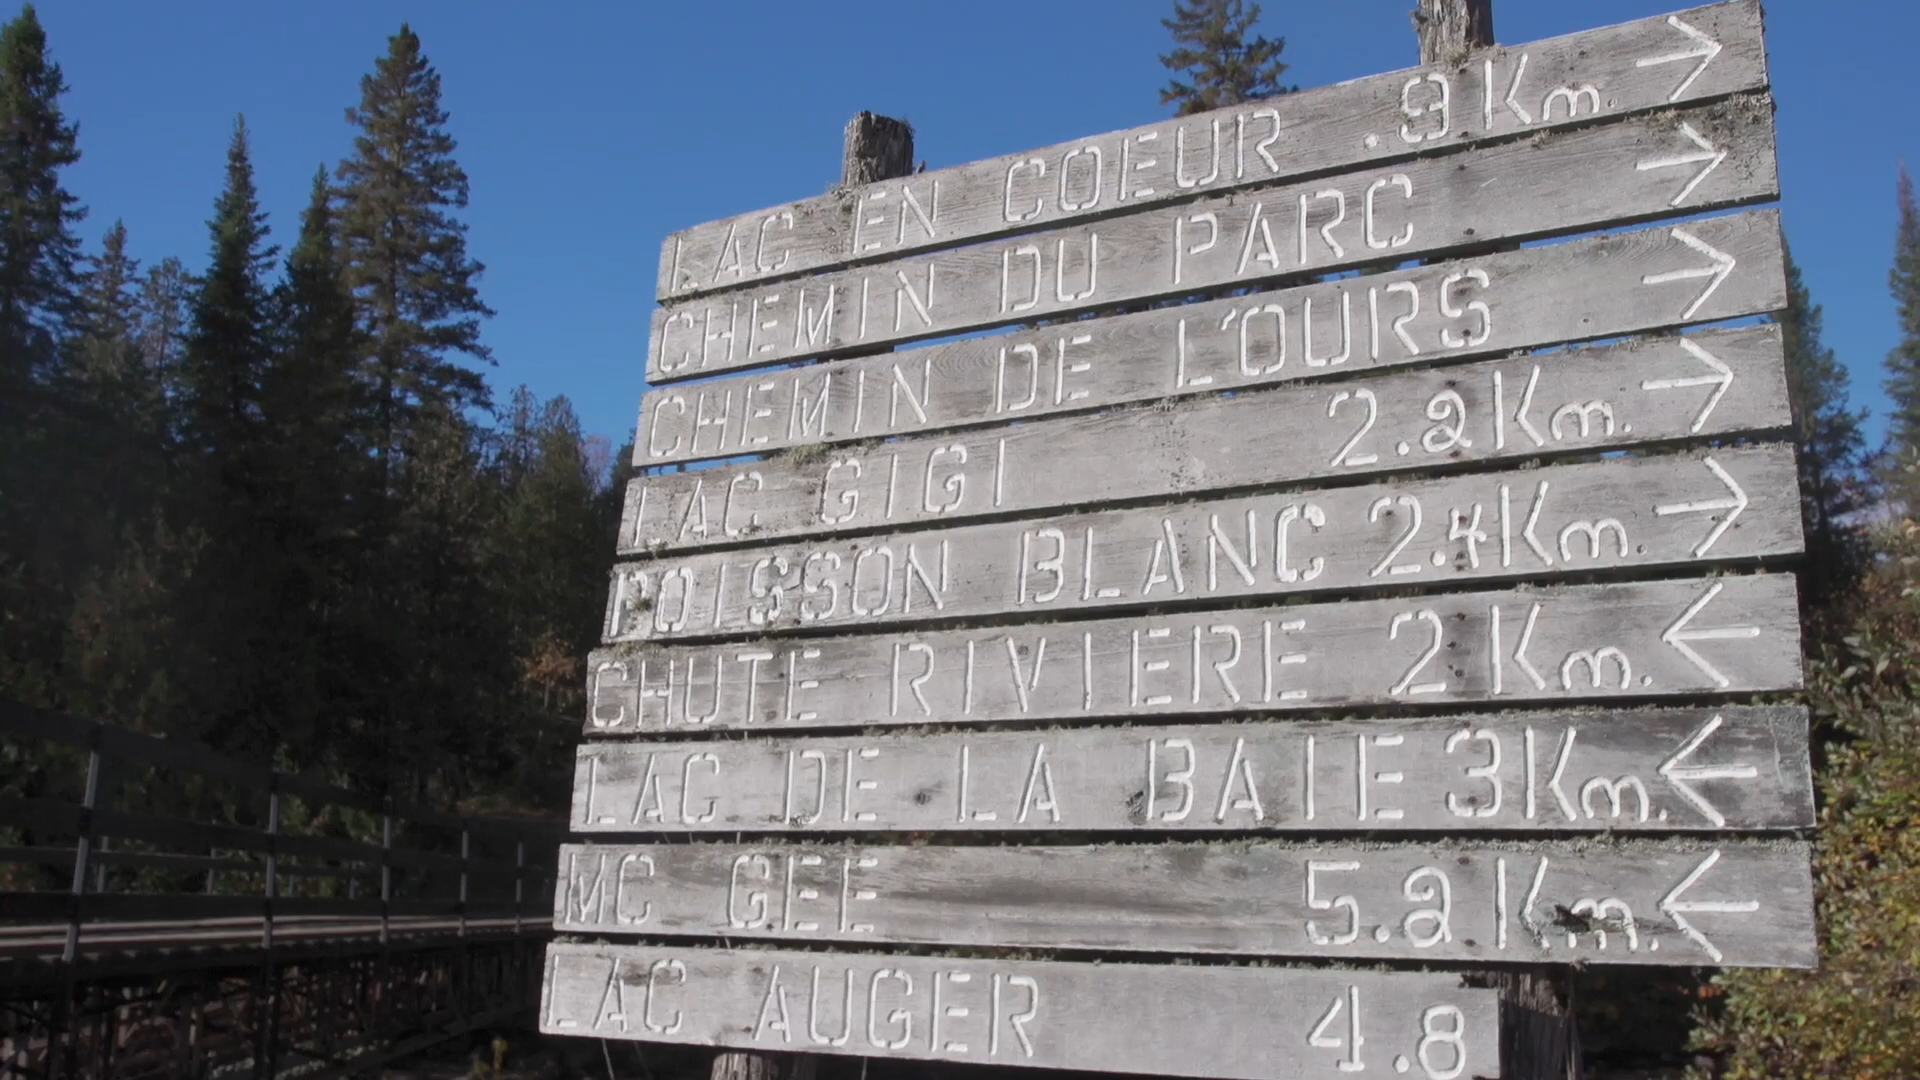 LAC EN COEUR .9 Km. →
CHEMIN DU PARC →
CHEMIN DE L'OURS →
LAC GIGI 2.2 Km. →
POISSON BLANC 2.4 Km. →
CHUTE RIVIERE 2 Km. ←
LAC DE LA BAIE 3 Km. ←
MC GEE 5.2 Km. ←
LAC AUGER 4.8